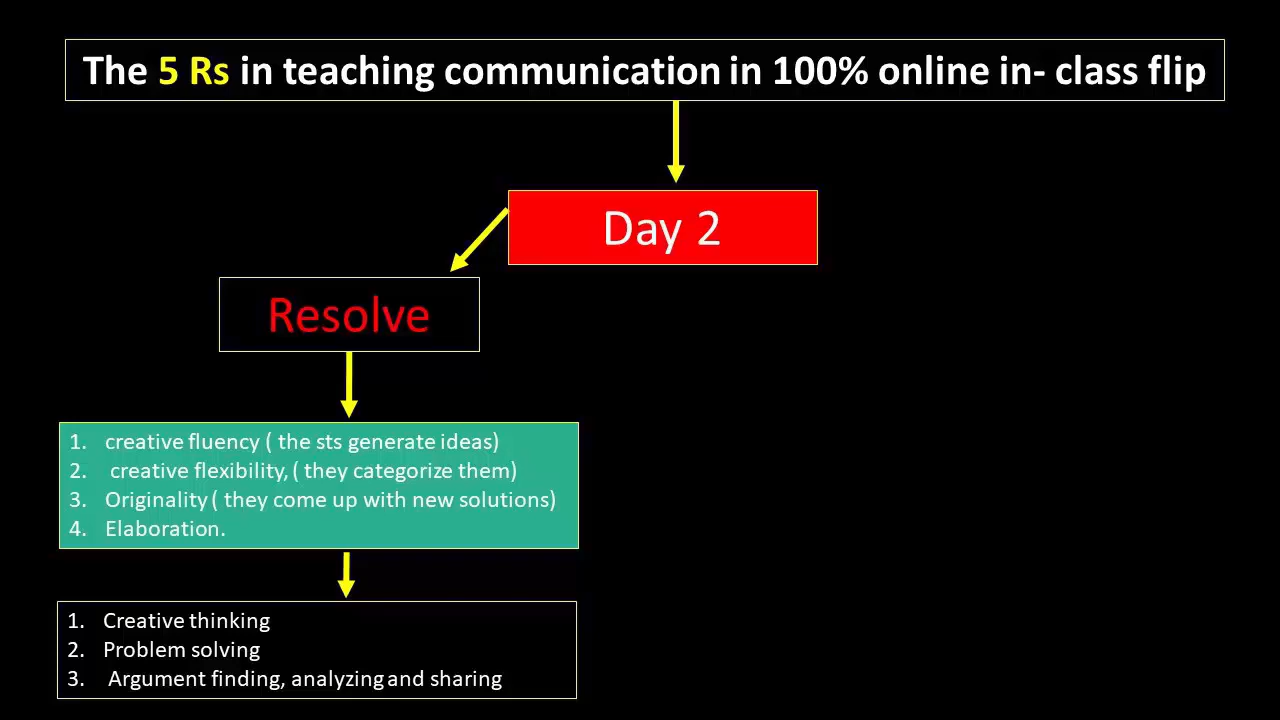 The 5 Rs in teaching communication in 100% online in- class flip
Day 2
Resolve
1. creative fluency ( the sts generate ideas)
2. creative flexibility, ( they categorize them)
3. Originality ( they come up with new solutions)
4. Elaboration.
1. Creative thinking
2. Problem solving
3. Argument finding, analyzing and sharing